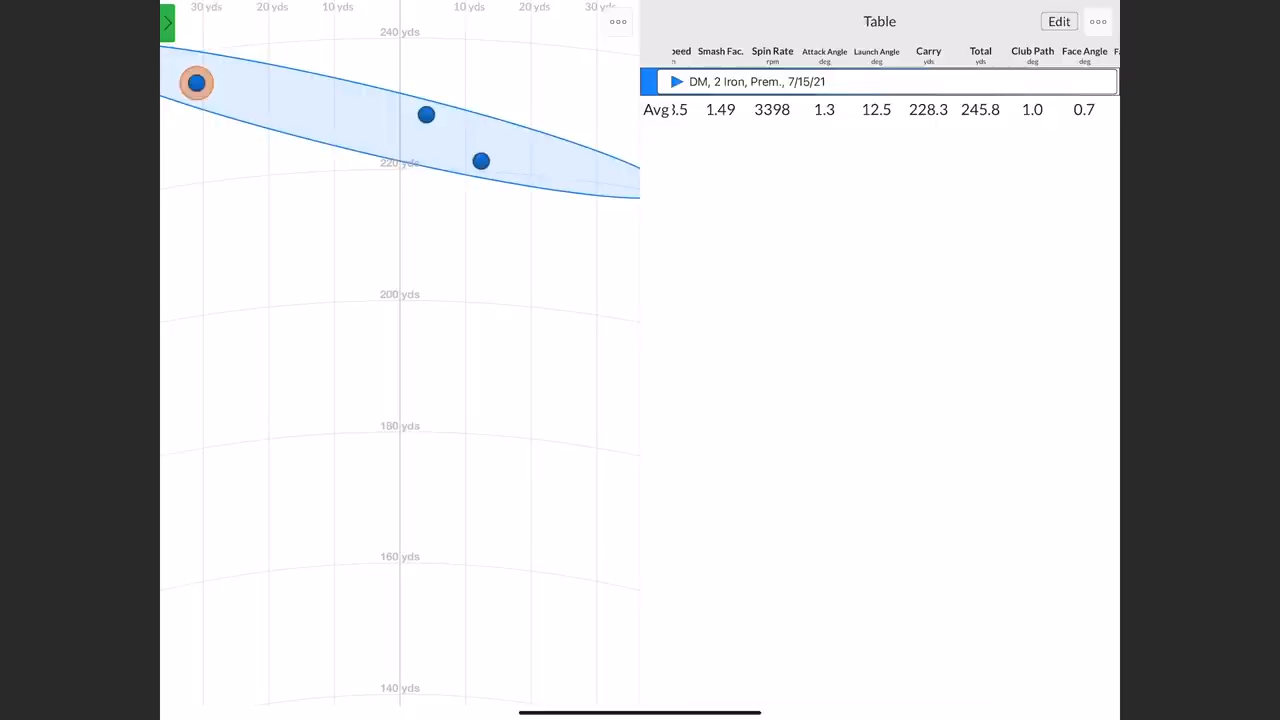 30 yds 20 yds 10 yds 10 yds 20 yds 30 yds
240 yds
220 yds
200 yds
180 yds
160 yds
140 yds
Table
Edit
Smash Fac. Spin Rate Attack Angle Launch Angle Carry Total Club Path Face Angle
rpm deg deg yds yds deg deg
DM, 2 Iron, Prem., 7/15/21
Avg 1.49 3398 1.3 12.5 228.3 245.8 1.0 0.7